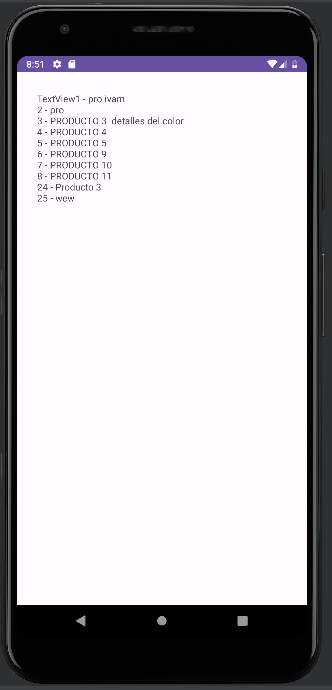 8:51
TextView1 - pro ivam
2 - pro
3 - PRODUCTO 3  detalles del color
4 - PRODUCTO 4
5 - PRODUCTO 5
6 - PRODUCTO 9
7 - PRODUCTO 10
8 - PRODUCTO 11
24 - Producto 3
25 - wew